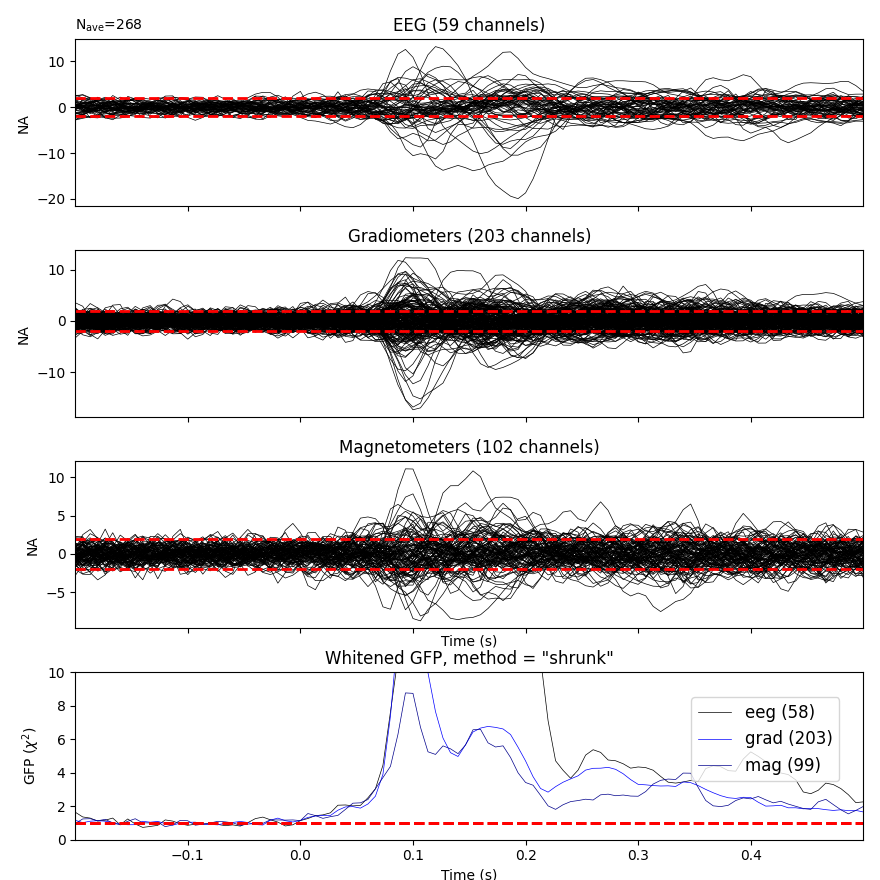 Nave=268
EEG (59 channels)
10
0
−10
−20
NA
Gradiometers (203 channels)
10
0
−10
NA
Magnetometers (102 channels)
10
5
0
−5
NA
Time (s)
Whitened GFP, method = "shrunk"
10
8
6
4
2
0
GFP (χ²)
eeg (58)
grad (203)
mag (99)
−0.1 0.0 0.1 0.2 0.3 0.4
Time (s)